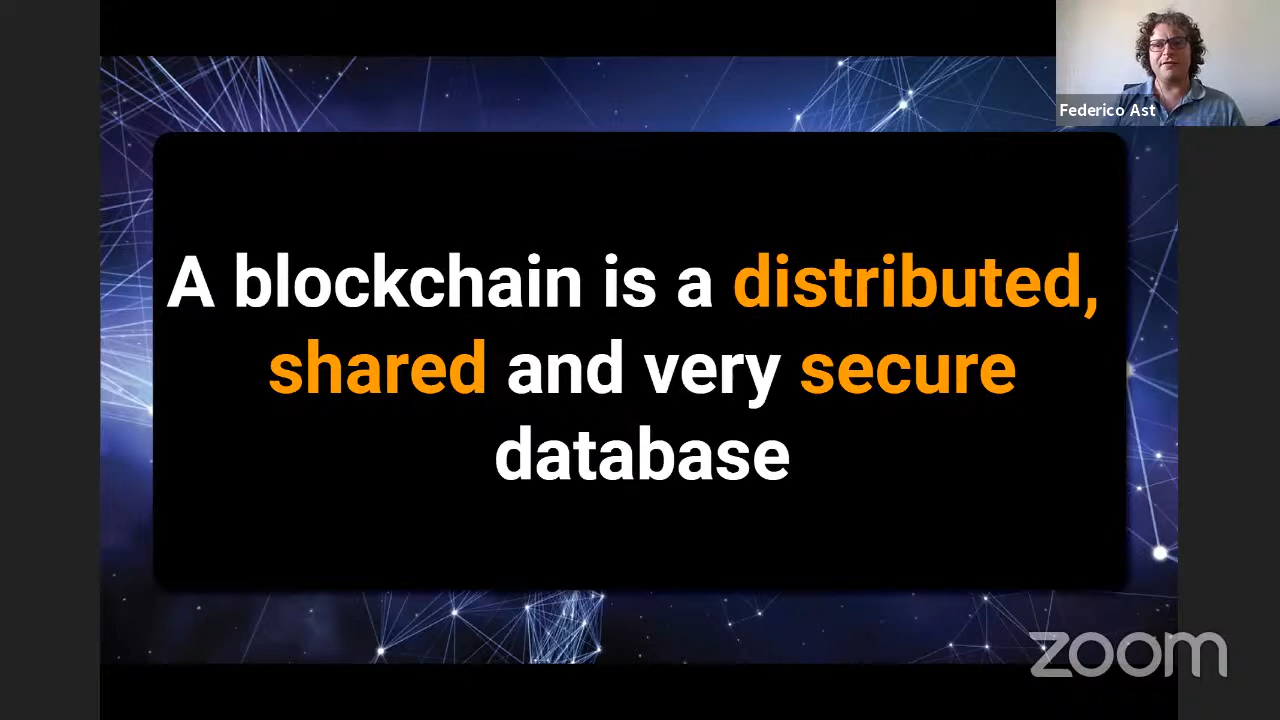 Federico Ast
A blockchain is a distributed,
shared and very secure
database
zoom